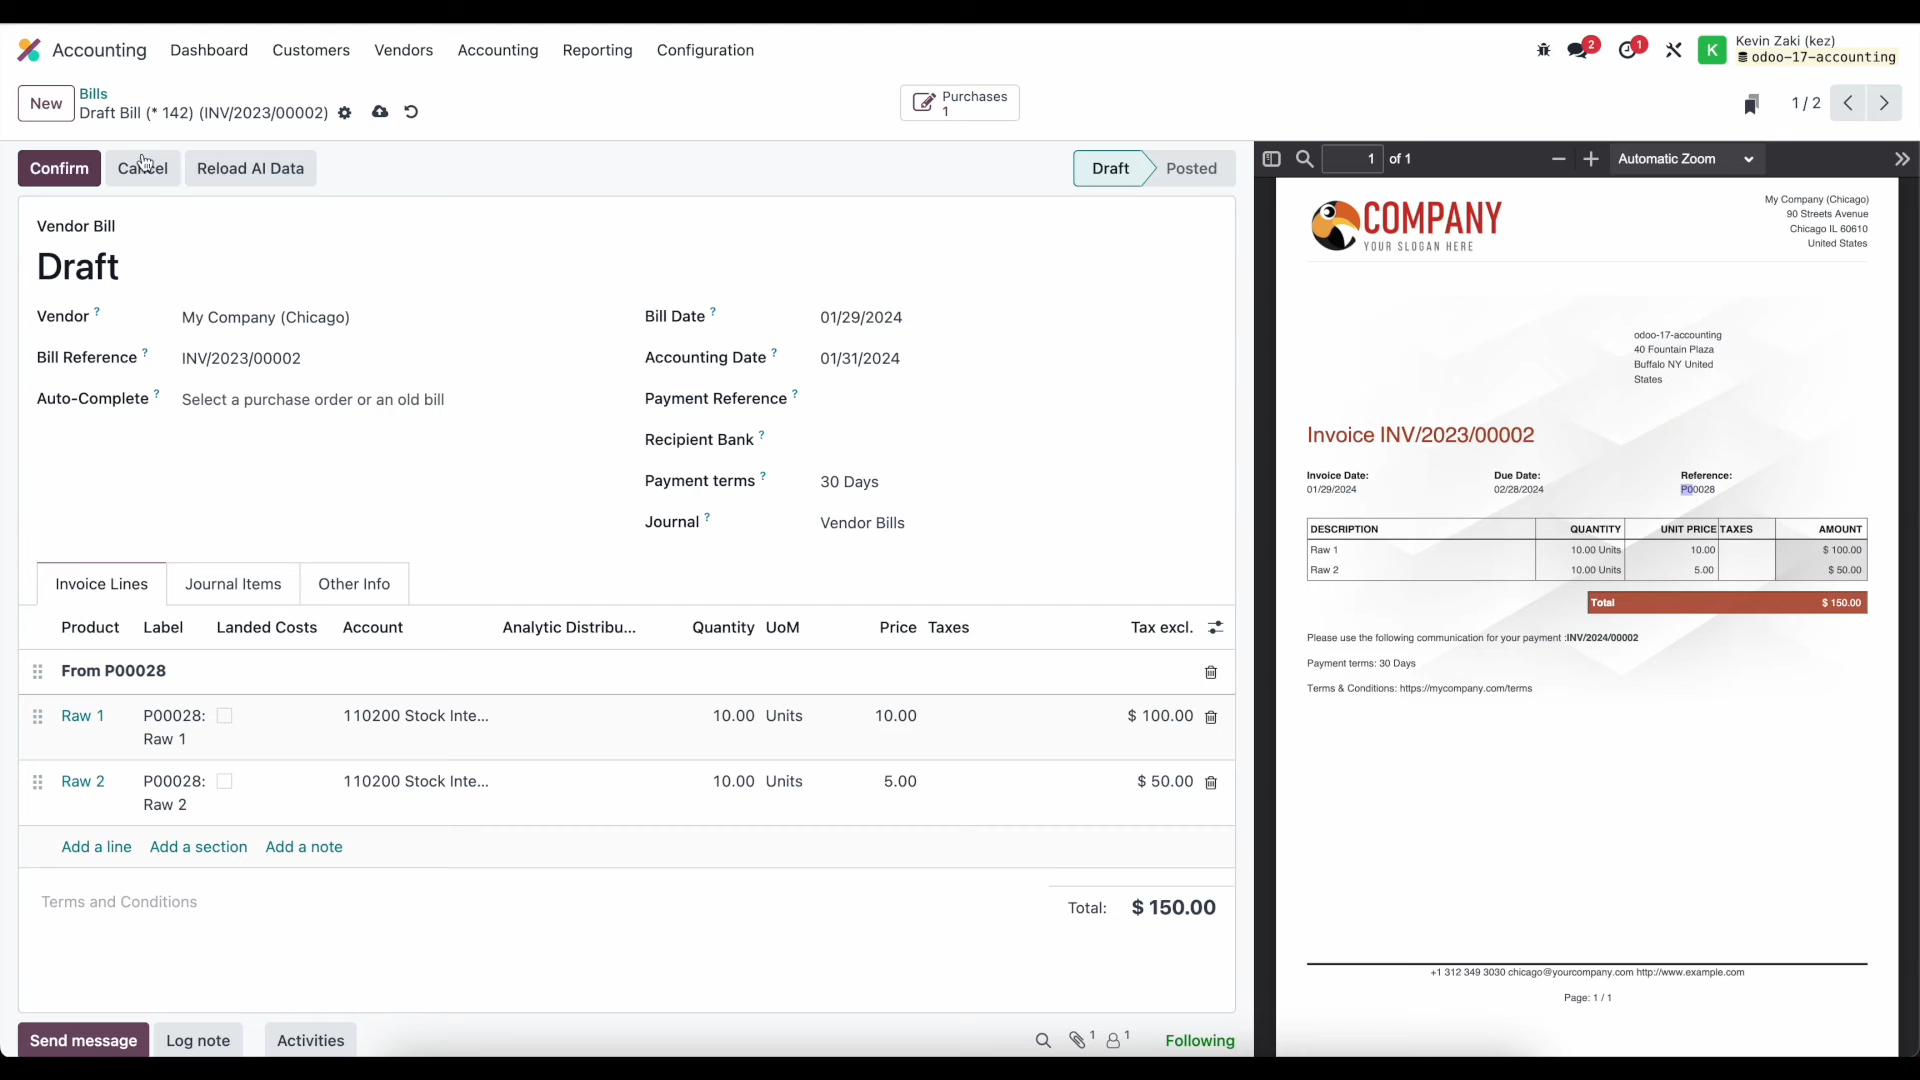 Accounting Dashboard Customers Vendors Accounting Reporting Configuration
2 1 K Kevin Zaki (kez)
odoo-17-accounting
New Bills
Draft Bill (* 142) (INV/2023/00002)
Purchases
1
1 / 2
Confirm Cancel Reload AI Data
Draft Posted
Vendor Bill
Draft
Vendor ? My Company (Chicago)
Bill Date ? 01/29/2024
Bill Reference ? INV/2023/00002
Accounting Date ? 01/31/2024
Auto-Complete ? Select a purchase order or an old bill
Payment Reference ?
Recipient Bank ?
Payment terms ? 30 Days
Journal ? Vendor Bills
Invoice Lines Journal Items Other Info
Product Label Landed Costs Account Analytic Distribu... Quantity UoM Price Taxes Tax excl.
From P00028
Raw 1 P00028: 110200 Stock Inte... 10.00 Units 10.00 $ 100.00
Raw 1
Raw 2 P00028: 110200 Stock Inte... 10.00 Units 5.00 $ 50.00
Raw 2
Add a line Add a section Add a note
Terms and Conditions
Total: $ 150.00
Send message Log note Activities 1 1 Following
1 of 1 Automatic Zoom
COMPANY
YOUR SLOGAN HERE
My Company (Chicago)
90 Streets Avenue
Chicago IL 60610
United States
odoo-17-accounting
40 Fountain Plaza
Buffalo NY United
States
Invoice INV/2023/00002
Invoice Date: Due Date: Reference:
01/29/2024 02/28/2024 P00028
DESCRIPTION QUANTITY UNIT PRICE TAXES AMOUNT
Raw 1 10.00 Units 10.00 $ 100.00
Raw 2 10.00 Units 5.00 $ 50.00
Total $ 150.00
Please use the following communication for your payment :INV/2024/00002
Payment terms: 30 Days
Terms & Conditions: https://mycompany.com/terms
+1 312 349 3030 chicago@yourcompany.com http://www.example.com
Page: 1 / 1